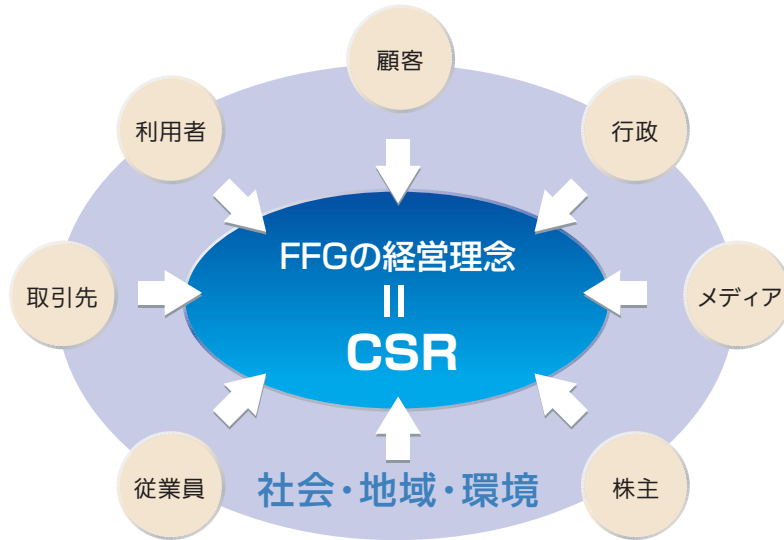 顧客
利用者
行政
FFGの経営理念
=
CSR
取引先
メディア
従業員
社会・地域・環境
株主